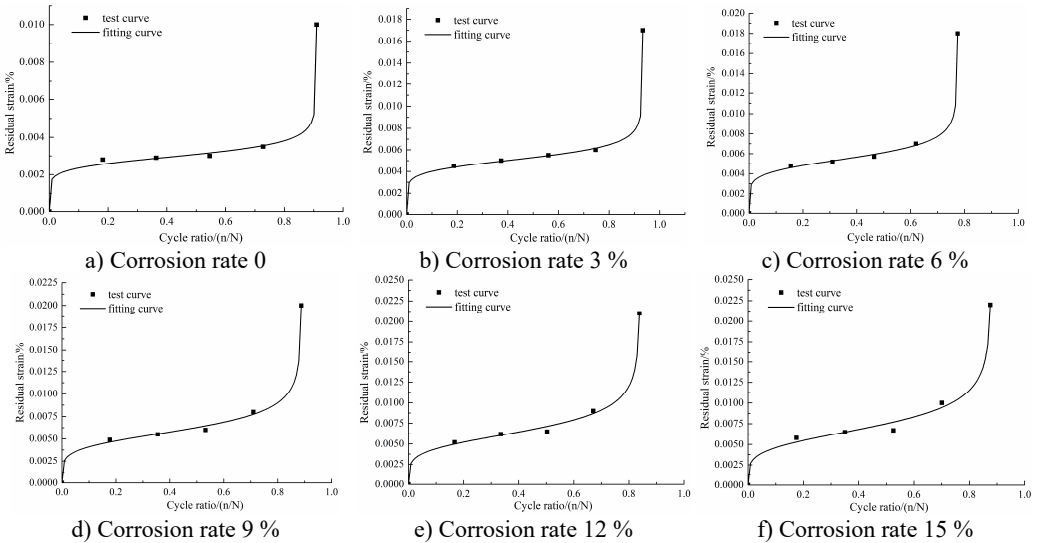 test curve
fitting curve
Residual strain/%
0.010
0.008
0.006
0.004
0.002
0.000
0.0 0.2 0.4 0.6 0.8 1.0
Cycle ratio/(n/N)
a) Corrosion rate 0
test curve
fitting curve
Residual strain/%
0.018
0.016
0.014
0.012
0.010
0.008
0.006
0.004
0.002
0.000
0.0 0.2 0.4 0.6 0.8 1.0
Cycle ratio/(n/N)
b) Corrosion rate 3 %
test curve
fitting curve
Residual strain/%
0.020
0.018
0.016
0.014
0.012
0.010
0.008
0.006
0.004
0.002
0.000
0.0 0.2 0.4 0.6 0.8 1.0
Cycle ratio/(n/N)
c) Corrosion rate 6 %
test curve
fitting curve
Residual strain/%
0.0200
0.0175
0.0150
0.0125
0.0100
0.0075
0.0050
0.0025
0.0000
0.0 0.2 0.4 0.6 0.8 1.0
Cycle ratio/(n/N)
d) Corrosion rate 9 %
test curve
fitting curve
Residual strain/%
0.0250
0.0225
0.0200
0.0175
0.0150
0.0125
0.0100
0.0075
0.0050
0.0025
0.0000
0.0 0.2 0.4 0.6 0.8 1.0
Cycle ratio/(n/N)
e) Corrosion rate 12 %
test curve
fitting curve
Residual strain/%
0.0250
0.0225
0.0200
0.0175
0.0150
0.0125
0.0100
0.0075
0.0050
0.0025
0.0000
0.0 0.2 0.4 0.6 0.8 1.0
Cycle ratio/(n/N)
f) Corrosion rate 15 %